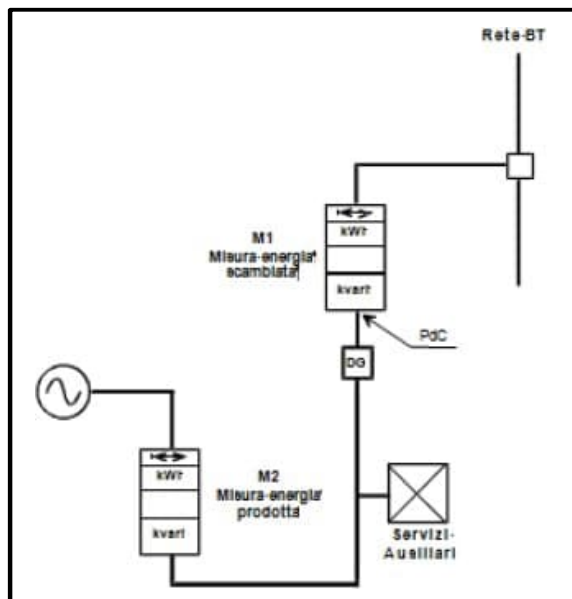 Rete-BT
kWh
M1
Misura-energia
scambiata
kvarh
PdC
DG
kWh
M2
Misura-energia
prodotta
kvarh
Servizi-
Ausiliari